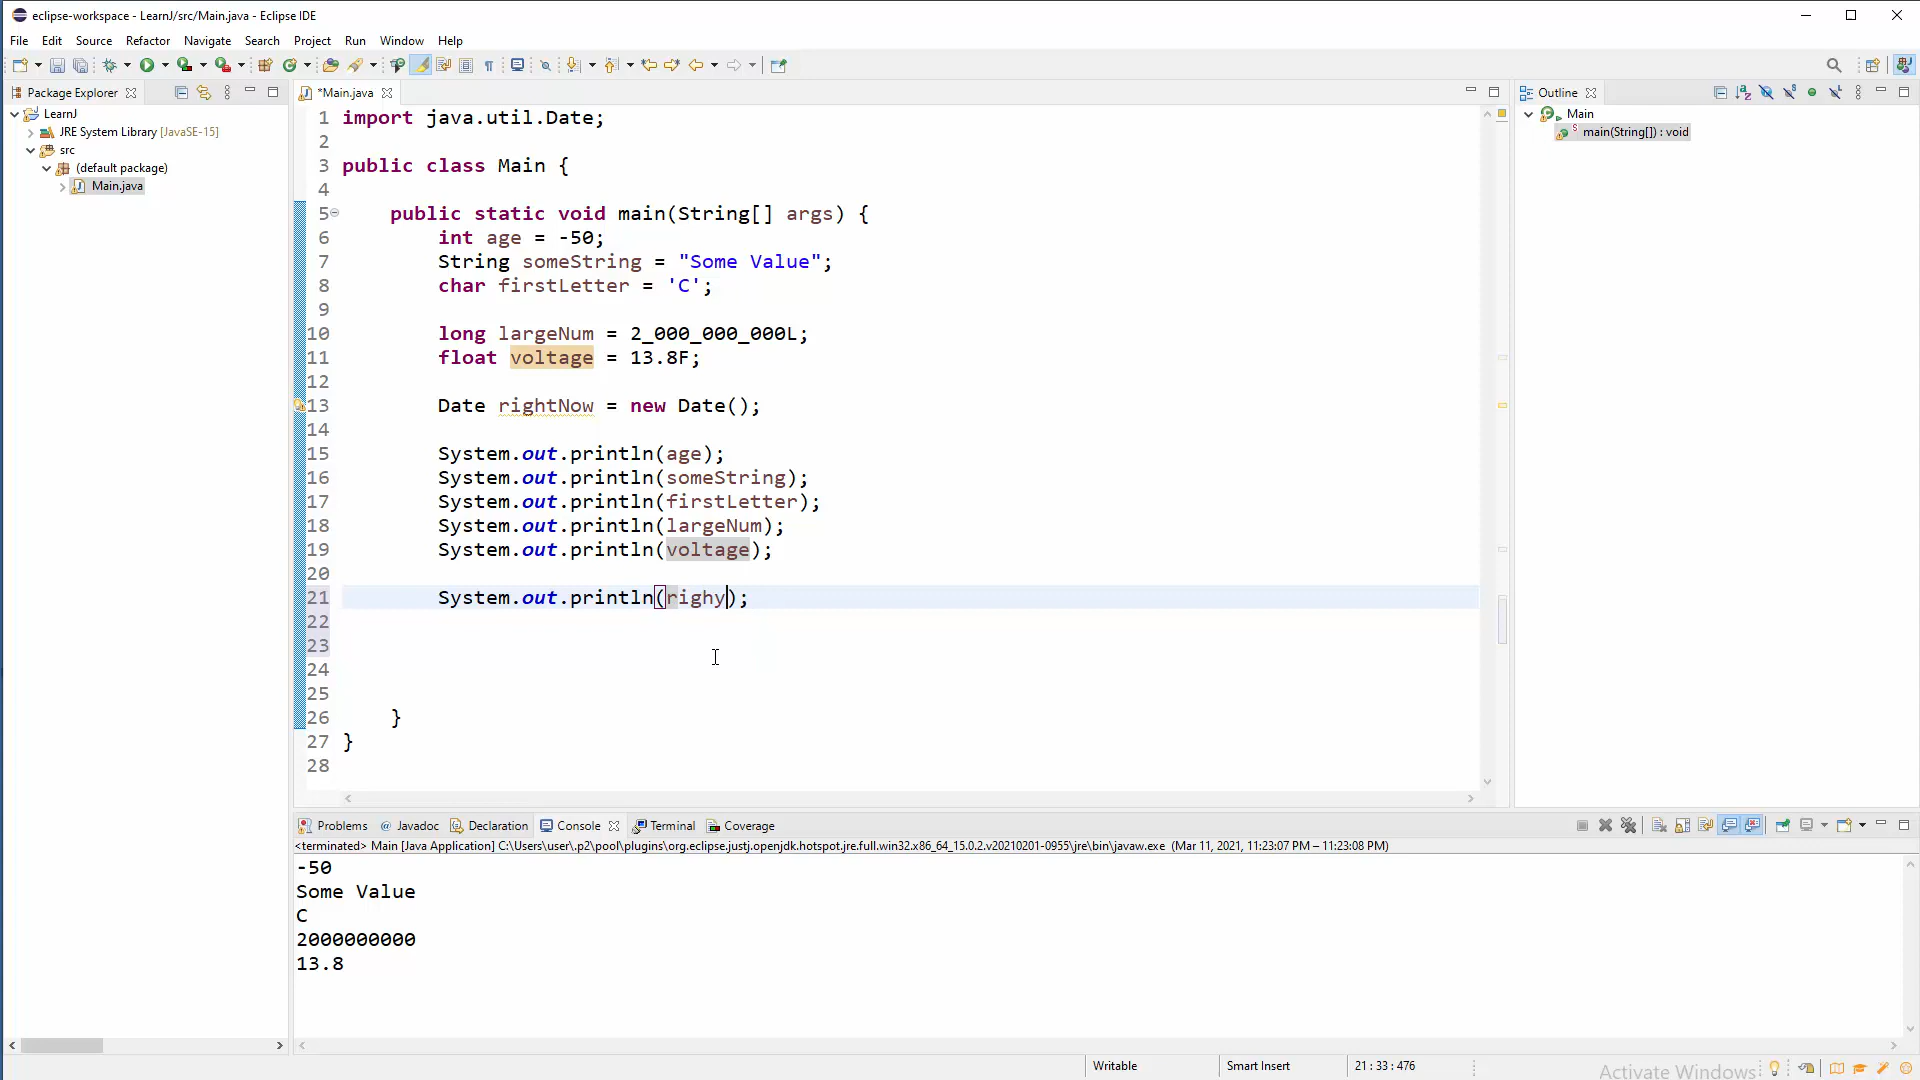 eclipse-workspace - LearnJ/src/Main.java - Eclipse IDE
File Edit Source Refactor Navigate Search Project Run Window Help
Package Explorer
*Main.java
Outline
LearnJ
JRE System Library [JavaSE-15]
src
(default package)
Main.java
1 import java.util.Date;
2
3 public class Main {
4
5 public static void main(String[] args) {
6 int age = -50;
7 String someString = "Some Value";
8 char firstLetter = 'C';
9
10 long largeNum = 2_000_000_000L;
11 float voltage = 13.8F;
12
13 Date rightNow = new Date();
14
15 System.out.println(age);
16 System.out.println(someString);
17 System.out.println(firstLetter);
18 System.out.println(largeNum);
19 System.out.println(voltage);
20
21 System.out.println(righy);
22
23
24
25
26 }
27 }
28
Main
main(String[]) : void
Problems Javadoc Declaration Console Terminal Coverage
<terminated> Main [Java Application] C:\Users\user\.p2\pool\plugins\org.eclipse.justj.openjdk.hotspot.jre.full.win32.x86_64_15.0.2.v20210201-0955\jre\bin\javaw.exe (Mar 11, 2021, 11:23:07 PM – 11:23:08 PM)
-50
Some Value
C
2000000000
13.8
Writable Smart Insert 21 : 33 : 476
Activate Windows